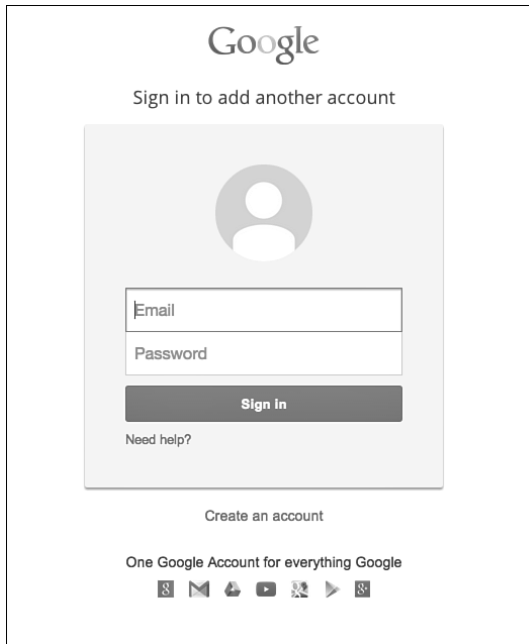 Google
Sign in to add another account
Email
Password
Sign in
Need help?
Create an account
One Google Account for everything Google